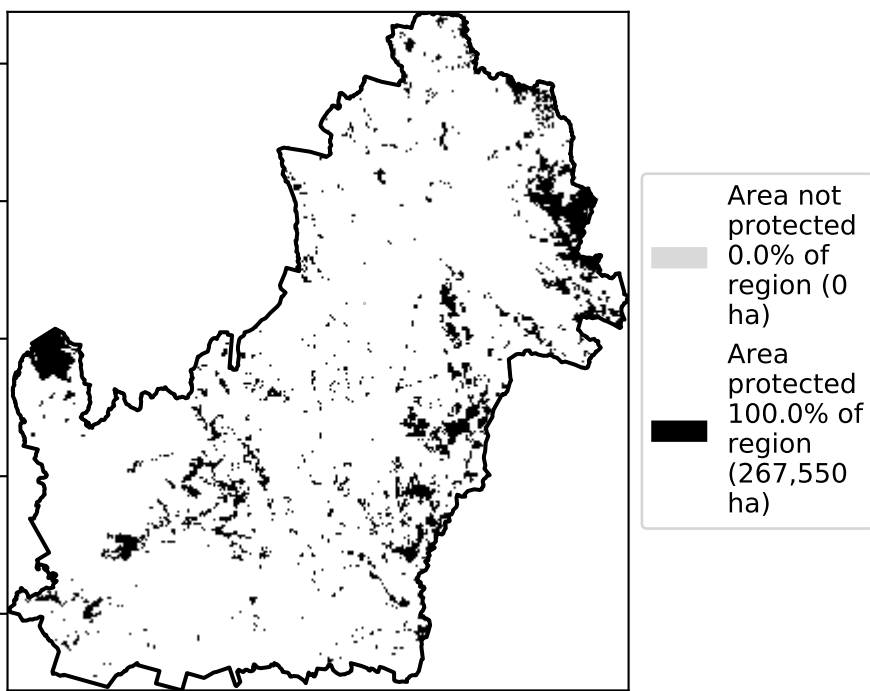 Area not
protected
0.0% of
region (0
ha)
Area
protected
100.0% of
region
(267,550
ha)